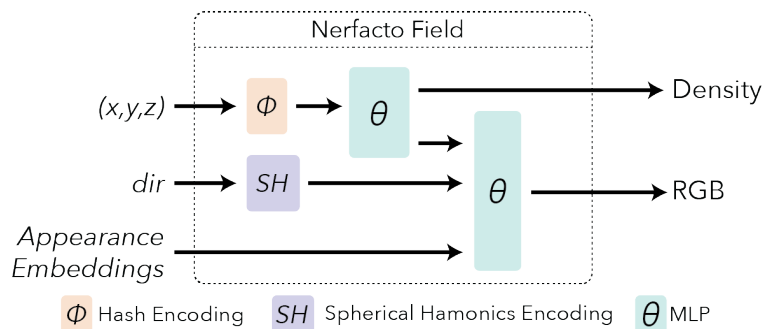 Nerfacto Field
(x,y,z)
Φ
θ
Density
dir
SH
θ
RGB
Appearance
Embeddings
Φ Hash Encoding
SH Spherical Hamonics Encoding
θ MLP